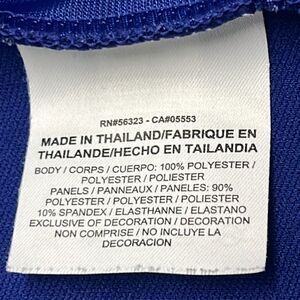 RN#56323 - CA#05553
MADE IN THAILAND/FABRIQUE EN
THAILANDE/HECHO EN TAILANDIA
BODY / CORPS / CUERPO: 100% POLYESTER /
POLYESTER / POLIESTER
PANELS / PANNEAUX / PANELES: 90%
POLYESTER / POLYESTER / POLIESTER
10% SPANDEX / ELASTHANNE / ELASTANO
EXCLUSIVE OF DECORATION / DECORATION
NON COMPRISE / NO INCLUYE LA
DECORACION